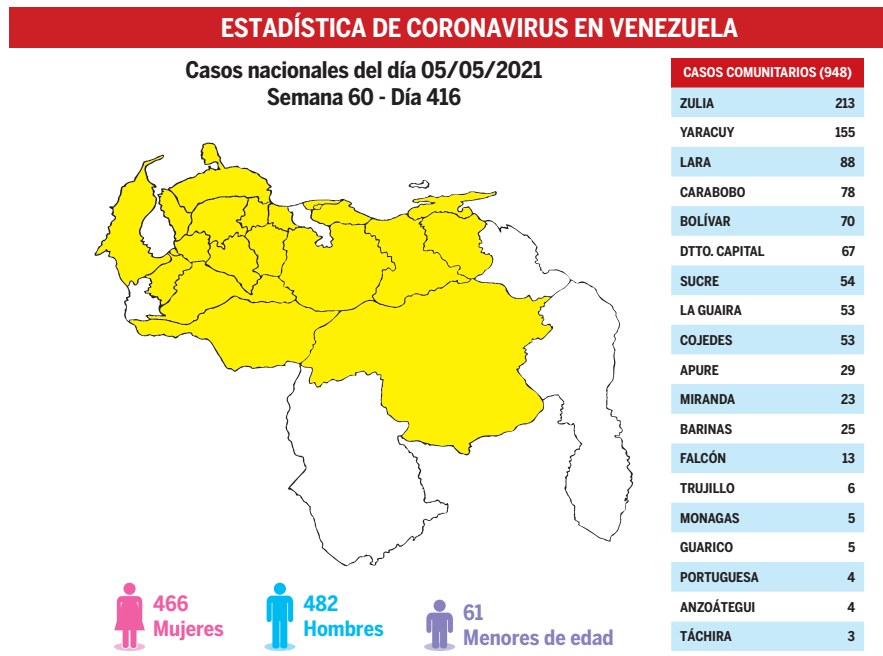 ESTADÍSTICA DE CORONAVIRUS EN VENEZUELA
Casos nacionales del día 05/05/2021
Semana 60 - Día 416
CASOS COMUNITARIOS (948)
ZULIA 213
YARACUY 155
LARA 88
CARABOBO 78
BOLÍVAR 70
DTTO. CAPITAL 67
SUCRE 54
LA GUAIRA 53
COJEDES 53
APURE 29
MIRANDA 23
BARINAS 25
FALCÓN 13
TRUJILLO 6
MONAGAS 5
GUARICO 5
PORTUGUESA 4
ANZOÁTEGUI 4
TÁCHIRA 3
466
Mujeres
482
Hombres
61
Menores de edad